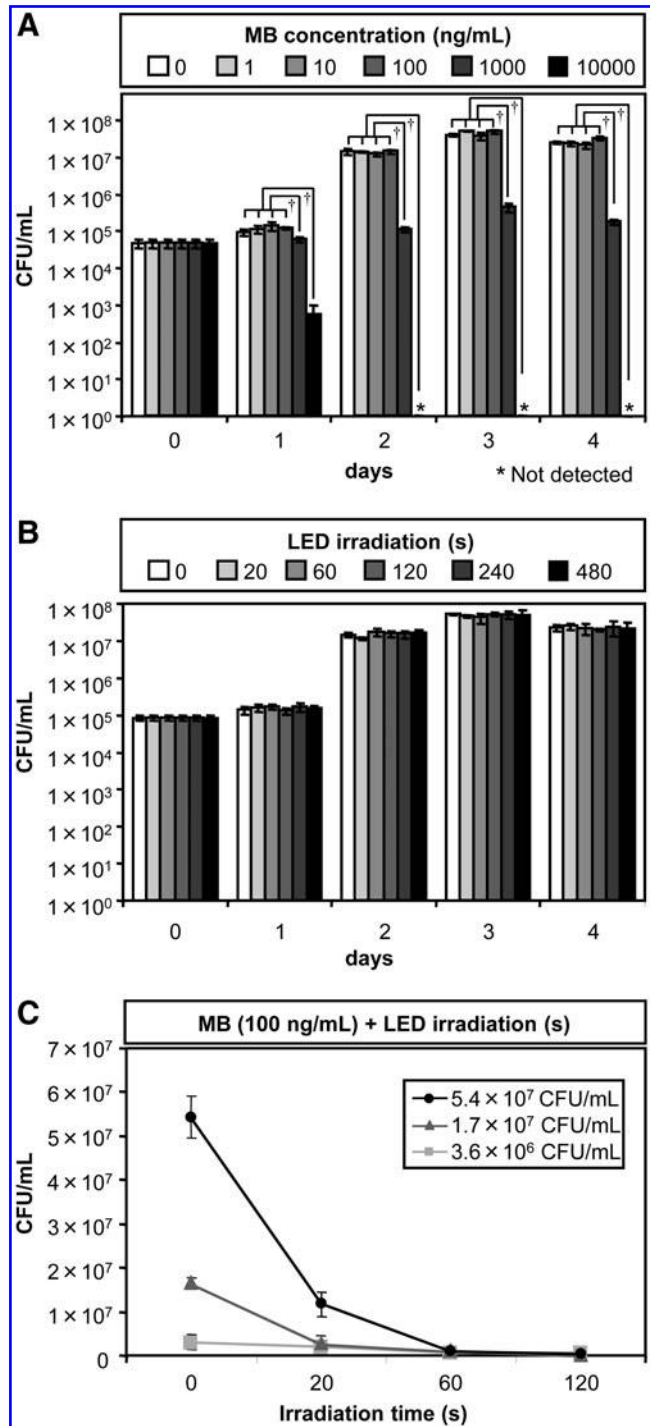 A
MB concentration (ng/mL)
0 1 10 100 1000 10000
1 × 10⁸
1 × 10⁷
1 × 10⁶
1 × 10⁵
1 × 10⁴
1 × 10³
1 × 10²
1 × 10¹
1 × 10⁰
CFU/mL
† † † † † † † †
* * *
0 1 2 3 4
days
* Not detected
B
LED irradiation (s)
0 20 60 120 240 480
1 × 10⁸
1 × 10⁷
1 × 10⁶
1 × 10⁵
1 × 10⁴
1 × 10³
1 × 10²
1 × 10¹
1 × 10⁰
CFU/mL
0 1 2 3 4
days
C
MB (100 ng/mL) + LED irradiation (s)
7 × 10⁷
6 × 10⁷
5 × 10⁷
4 × 10⁷
3 × 10⁷
2 × 10⁷
1 × 10⁷
0
CFU/mL
5.4 × 10⁷ CFU/mL
1.7 × 10⁷ CFU/mL
3.6 × 10⁶ CFU/mL
0 20 60 120
Irradiation time (s)